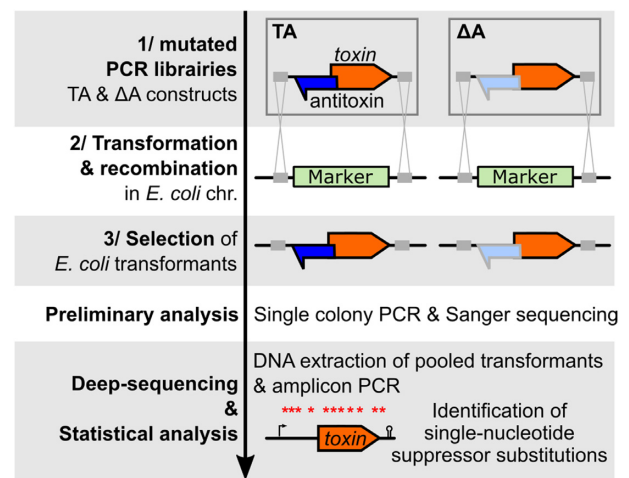 1/ mutated
PCR librairies
TA & ΔA constructs
TA
toxin
antitoxin
ΔA
2/ Transformation
& recombination
in E. coli chr.
Marker
Marker
3/ Selection of
E. coli transformants
Preliminary analysis
Single colony PCR & Sanger sequencing
Deep-sequencing
&
Statistical analysis
DNA extraction of pooled transformants
& amplicon PCR
*** * ***** **
toxin
Identification of
single-nucleotide
suppressor substitutions